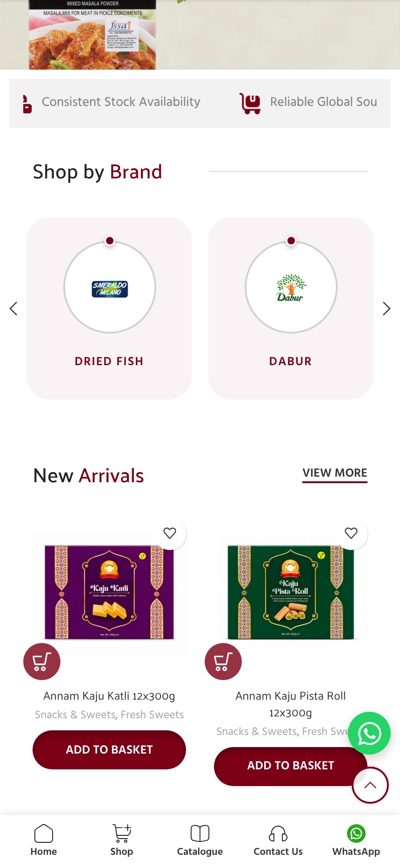 MIXED MASALA POWDER
MASALA MIX FOR MEAT IN PICKLE CONDIMENTS
fssai
Consistent Stock Availability
Reliable Global Sou
Shop by Brand
SMERALDO
MILANO
Dabur
DRIED FISH
DABUR
New Arrivals
VIEW MORE
Kaju Katli
Kaju
Pista Roll
Annam Kaju Katli 12x300g
Snacks & Sweets, Fresh Sweets
ADD TO BASKET
Annam Kaju Pista Roll
12x300g
Snacks & Sweets, Fresh Swe
ADD TO BASKET
Home
Shop
Catalogue
Contact Us
WhatsApp